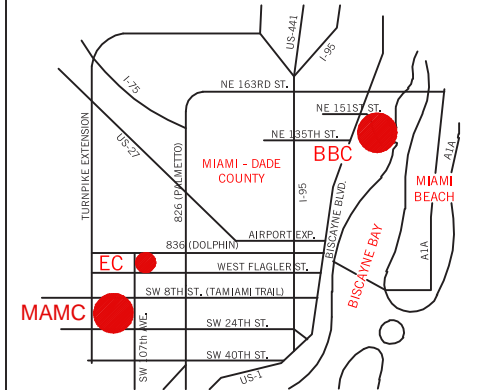 US-441
I-95
I-75
NE 163RD ST.
NE 151ST ST.
NE 135TH ST.
BBC
US-27
TURNPIKE EXTENSION
826 (PALMETTO)
MIAMI - DADE
COUNTY
I-95
BISCAYNE BLVD.
A1A
MIAMI
BEACH
A1A
BISCAYNE BAY
AIRPORT EXP.
836 (DOLPHIN)
EC
WEST FLAGLER ST.
SW 8TH ST. (TAMIAMI TRAIL)
MAMC
SW 24TH ST.
SW 107th AVE.
SW 40TH ST.
US-1